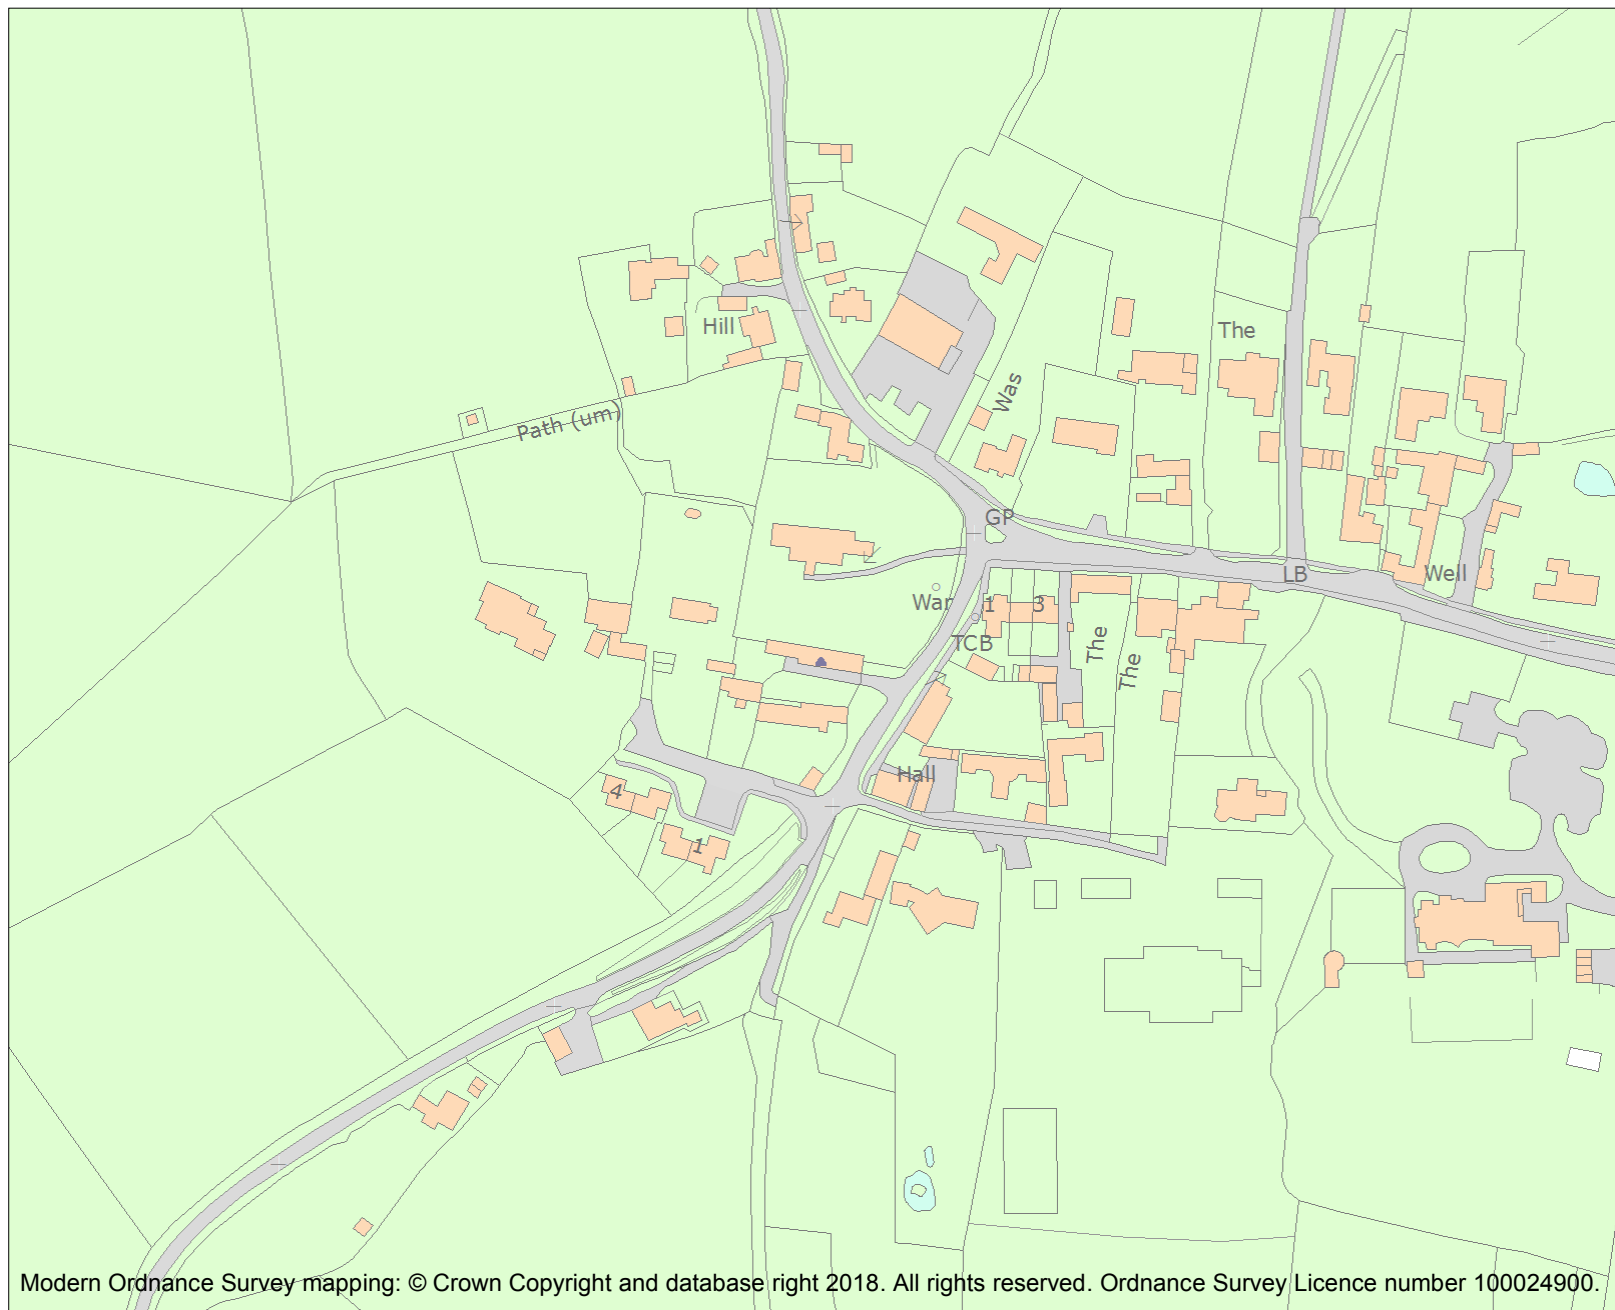 Hill
The
Was
Path (um)
GP
LB
Well
War
1
3
TCB
The
The
Hall
4
1
Modern Ordnance Survey mapping: © Crown Copyright and database right 2018. All rights reserved. Ordnance Survey Licence number 100024900.